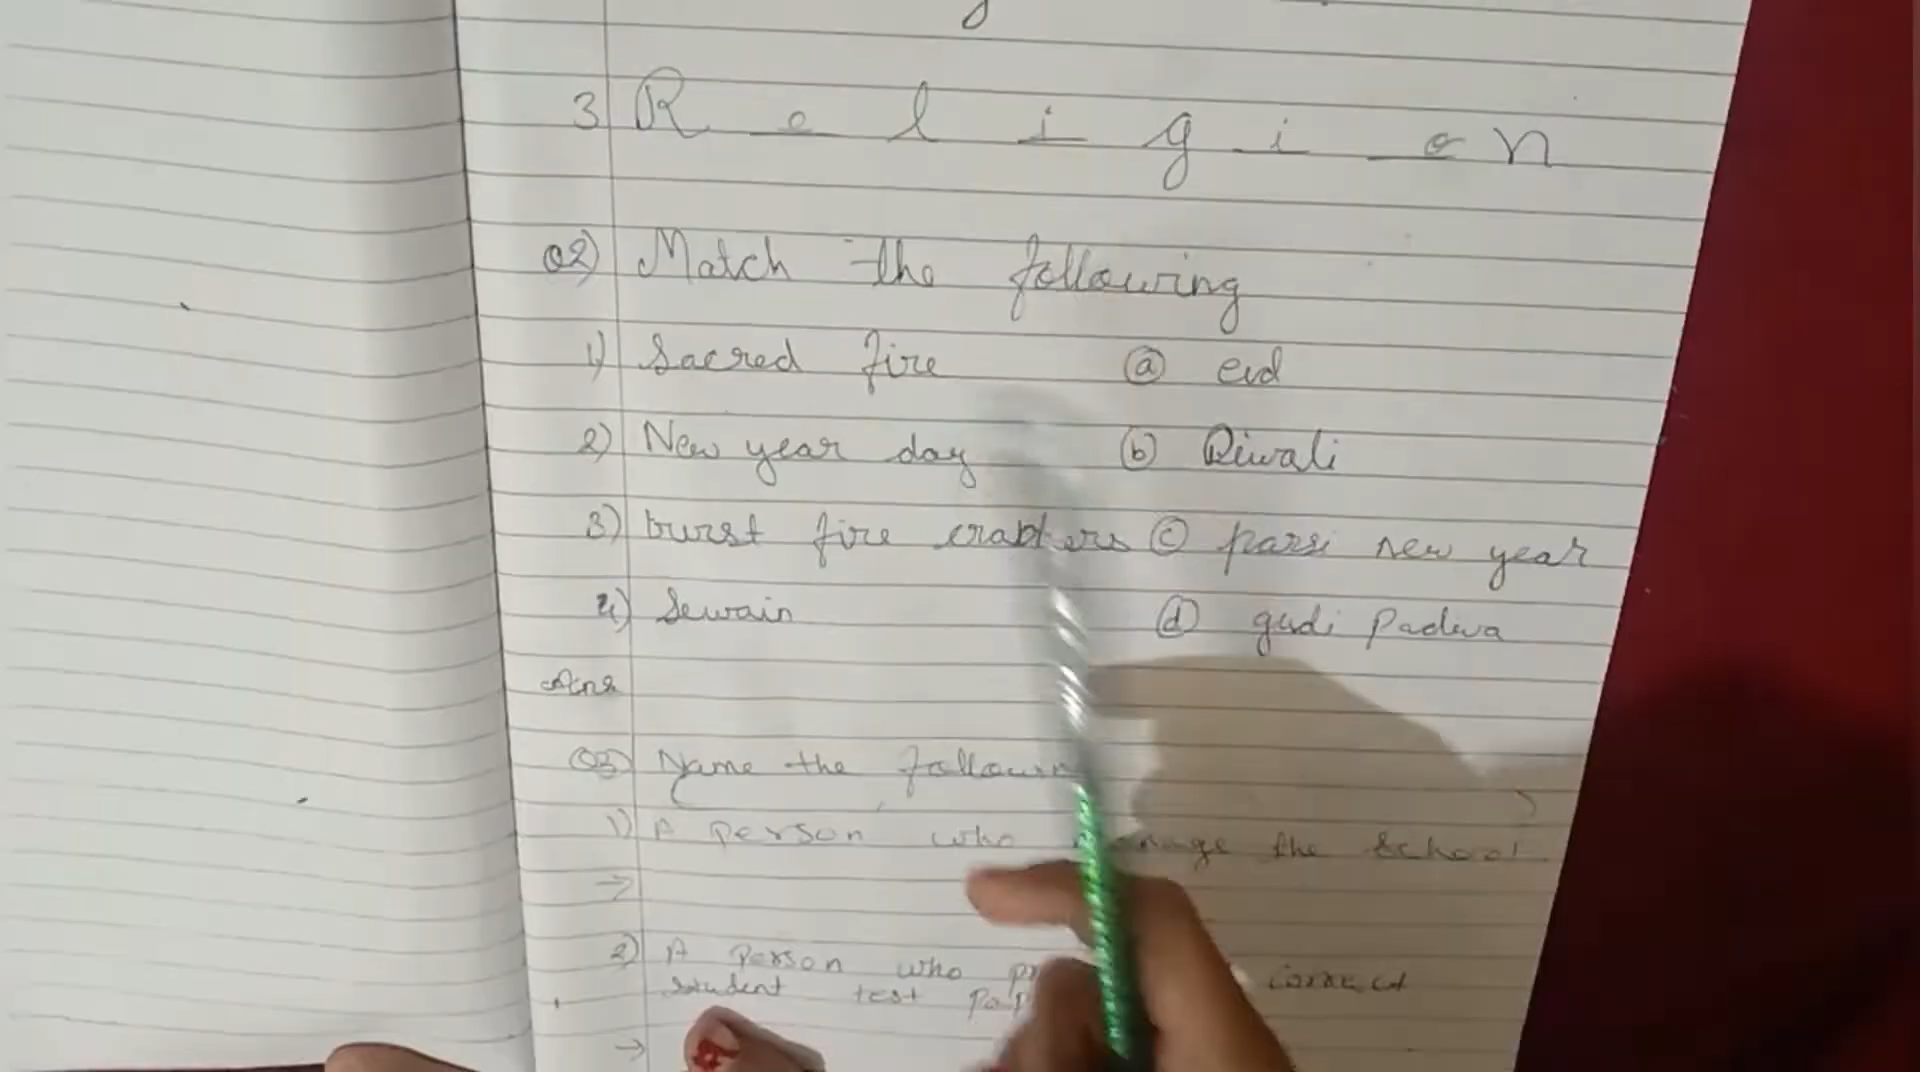 3 R e l i g i o n
Q2) Match the following
1) Sacred fire (a) eid
2) New year day (b) Diwali
3) burst fire crackers (c) parsi new year
4) Sewain (d) gudi Padwa
Ans
Q3) Name the
1) A person who the School
→
2) A person who correct
student test
→